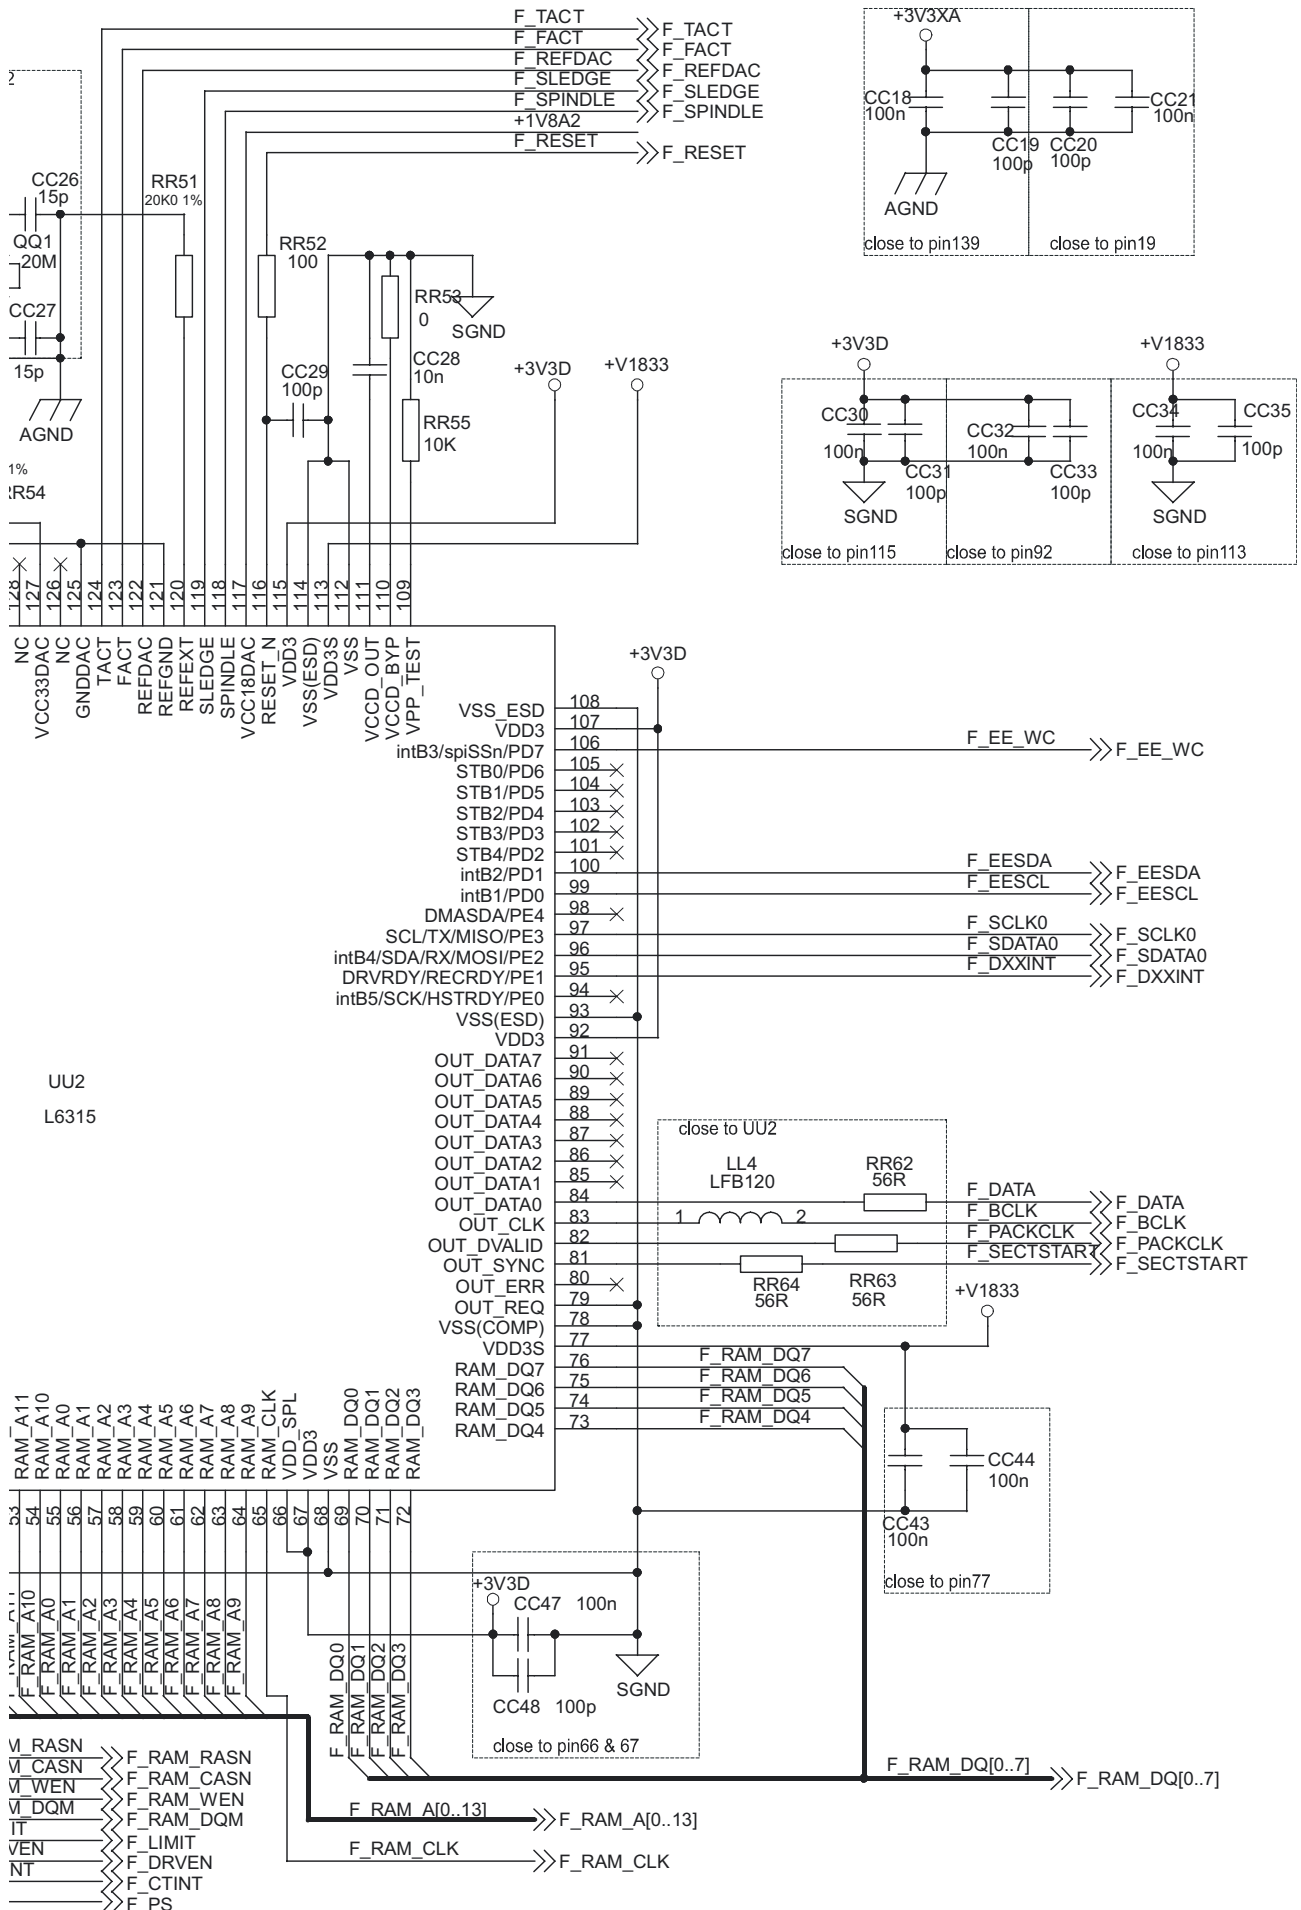 F_TACT
F_TACT
F_FACT
F_FACT
F_REFDAC
F_REFDAC
F_SLEDGE
F_SLEDGE
F_SPINDLE
F_SPINDLE
+1V8A2
F_RESET
F_RESET
+3V3XA
CC18
100n
CC19
100p
CC20
100p
CC21
100n
AGND
close to pin139
close to pin19
CC26
15p
QQ1
20M
CC27
15p
AGND
RR51
20K0 1%
RR52
100
RR53
0
SGND
CC28
10n
CC29
100p
RR55
10K
+3V3D
+V1833
1%
RR54
+3V3D
CC30
100n
CC31
100p
SGND
CC32
100n
CC33
100p
close to pin115
close to pin92
+V1833
CC34
100n
CC35
100p
SGND
close to pin113
128 127 126 125 124 123 122 121 120 119 118 117 116 115 114 113 112 111 110 109
NC VCC33DAC NC GNDDAC TACT FACT REFDAC REFGND REFEXT SLEDGE SPINDLE VCC18DAC RESET_N VDD3 VSS(ESD) VDD3S VSS VCCD_OUT VCCD_BYP VPP_TEST
+3V3D
VSS_ESD 108
VDD3 107
intB3/spiSSn/PD7 106 F_EE_WC F_EE_WC
STB0/PD6 105
STB1/PD5 104
STB2/PD4 103
STB3/PD3 102
STB4/PD2 101
intB2/PD1 100 F_EESDA F_EESDA
intB1/PD0 99 F_EESCL F_EESCL
DMASDA/PE4 98
SCL/TX/MISO/PE3 97 F_SCLK0 F_SCLK0
intB4/SDA/RX/MOSI/PE2 96 F_SDATA0 F_SDATA0
DRVRDY/RECRDY/PE1 95 F_DXXINT F_DXXINT
intB5/SCK/HSTRDY/PE0 94
VSS(ESD) 93
VDD3 92
OUT_DATA7 91
OUT_DATA6 90
OUT_DATA5 89
OUT_DATA4 88
OUT_DATA3 87
OUT_DATA2 86
OUT_DATA1 85
OUT_DATA0 84 F_DATA F_DATA
OUT_CLK 83 1 2 F_BCLK F_BCLK
OUT_DVALID 82 F_PACKCLK F_PACKCLK
OUT_SYNC 81 F_SECTSTART F_SECTSTART
OUT_ERR 80
OUT_REQ 79
VSS(COMP) 78
VDD3S 77
RAM_DQ7 76 F_RAM_DQ7
RAM_DQ6 75 F_RAM_DQ6
RAM_DQ5 74 F_RAM_DQ5
RAM_DQ4 73 F_RAM_DQ4
UU2
L6315
close to UU2
LL4
LFB120
RR62
56R
RR64
56R
RR63
56R
+V1833
CC44
100n
CC43
100n
close to pin77
RAM_A11 RAM_A10 RAM_A0 RAM_A1 RAM_A2 RAM_A3 RAM_A4 RAM_A5 RAM_A6 RAM_A7 RAM_A8 RAM_A9 RAM_CLK VDD_SPL VDD3 VSS RAM_DQ0 RAM_DQ1 RAM_DQ2 RAM_DQ3
53 54 55 56 57 58 59 60 61 62 63 64 65 66 67 68 69 70 71 72
F_RAM_A11 F_RAM_A10 F_RAM_A0 F_RAM_A1 F_RAM_A2 F_RAM_A3 F_RAM_A4 F_RAM_A5 F_RAM_A6 F_RAM_A7 F_RAM_A8 F_RAM_A9
F_RAM_DQ0 F_RAM_DQ1 F_RAM_DQ2 F_RAM_DQ3
+3V3D
CC47 100n
CC48 100p
SGND
close to pin66 & 67
M_RASN F_RAM_RASN
M_CASN F_RAM_CASN
M_WEN F_RAM_WEN
M_DQM F_RAM_DQM
IT F_LIMIT
VEN F_DRVEN
NT F_CTINT
F_PS
F_RAM_DQ[0..7] F_RAM_DQ[0..7]
F_RAM_A[0..13] F_RAM_A[0..13]
F_RAM_CLK F_RAM_CLK